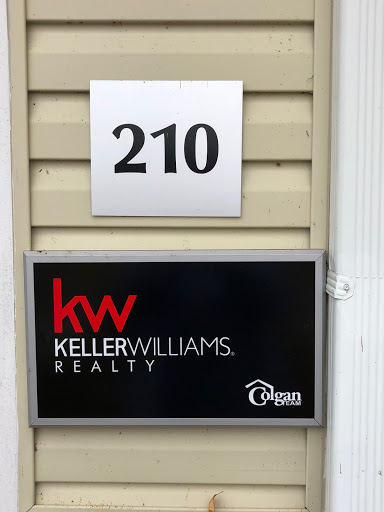 210
kw
KELLERWILLIAMS®
REALTY
Colgan
TEAM